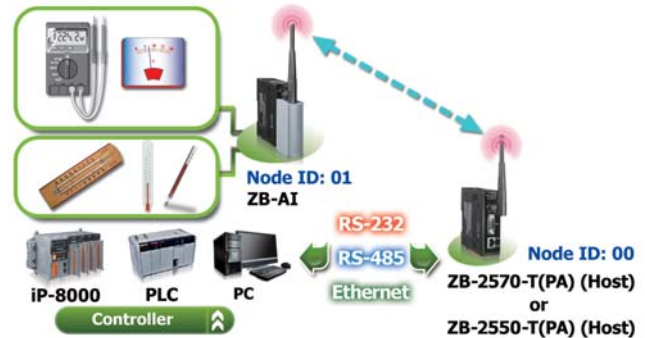 Node ID: 01
ZB-AI
RS-232
RS-485
Ethernet
Node ID: 00
ZB-2570-T(PA) (Host)
or
ZB-2550-T(PA) (Host)
iP-8000
PLC
PC
Controller